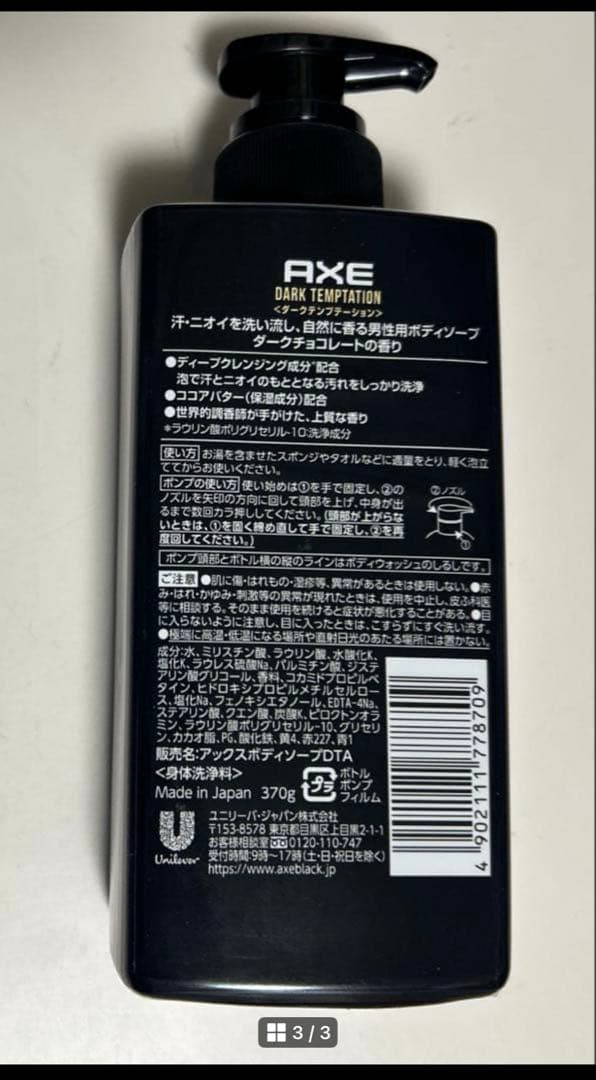 AXE
DARK TEMPTATION
<ダークテンプテーション>
汗・ニオイを洗い流し、自然に香る男性用ボディソープ
ダークチョコレートの香り
●ディープクレンジング成分*配合
泡で汗とニオイのもととなる汚れをしっかり洗浄
●ココアバター(保湿成分)配合
●世界的調香師が手がけた、上質な香り
*ラウリン酸ポリグリセリル-10:洗浄成分
使い方 お湯を含ませたスポンジやタオルなどに適量をとり、軽く泡立
ててからお使いください。
ポンプの使い方 使い始めは①を手で固定し、②の
ノズルを矢印の方向に回して頭部を上げ、中身が出
るまで数回カラ押ししてください。(頭部が上がらな
いときは、①を固く締め直して手で固定し、②を再
度回してください。)
②ノズル
①
ポンプ頭部とボトル横の縦のラインはボディウォッシュのしるしです。
ご注意 ●肌に傷・はれもの・湿疹等、異常があるときは使用しない。●赤
み・はれ・かゆみ・刺激等の異常が現れたときは、使用を中止し、皮ふ科医
等に相談する。そのまま使用を続けると症状が悪化することがある。●目
に入らないように注意し、目に入ったときは、こすらずにすぐ洗い流す。
●極端に高温・低温になる場所や直射日光のあたる場所には置かない。
成分:水、ミリスチン酸、ラウリン酸、水酸化K、
塩化K、ラウレス硫酸Na、パルミチン酸、ジステ
アリン酸グリコール、香料、コカミドプロピルベ
タイン、ヒドロキシプロピルメチルセルロー
ス、塩化Na、フェノキシエタノール、EDTA-4Na、
ステアリン酸、クエン酸、炭酸K、ピロクトンオラ
ミン、ラウリン酸ポリグリセリル-10、グリセリ
ン、カカオ脂、PG、酸化鉄、黄4、赤227、青1
販売名:アックスボディソープDTA
<身体洗浄料>
Made in Japan 370g
プラ
ボトル
ポンプ
フィルム
Unilever
ユニリーバ・ジャパン株式会社
〒153-8578 東京都目黒区上目黒2-1-1
お客様相談室 0120-110-747
受付時間:9時〜17時(土・日・祝日を除く)
https://www.axeblack.jp
4 902111 778709
3 / 3